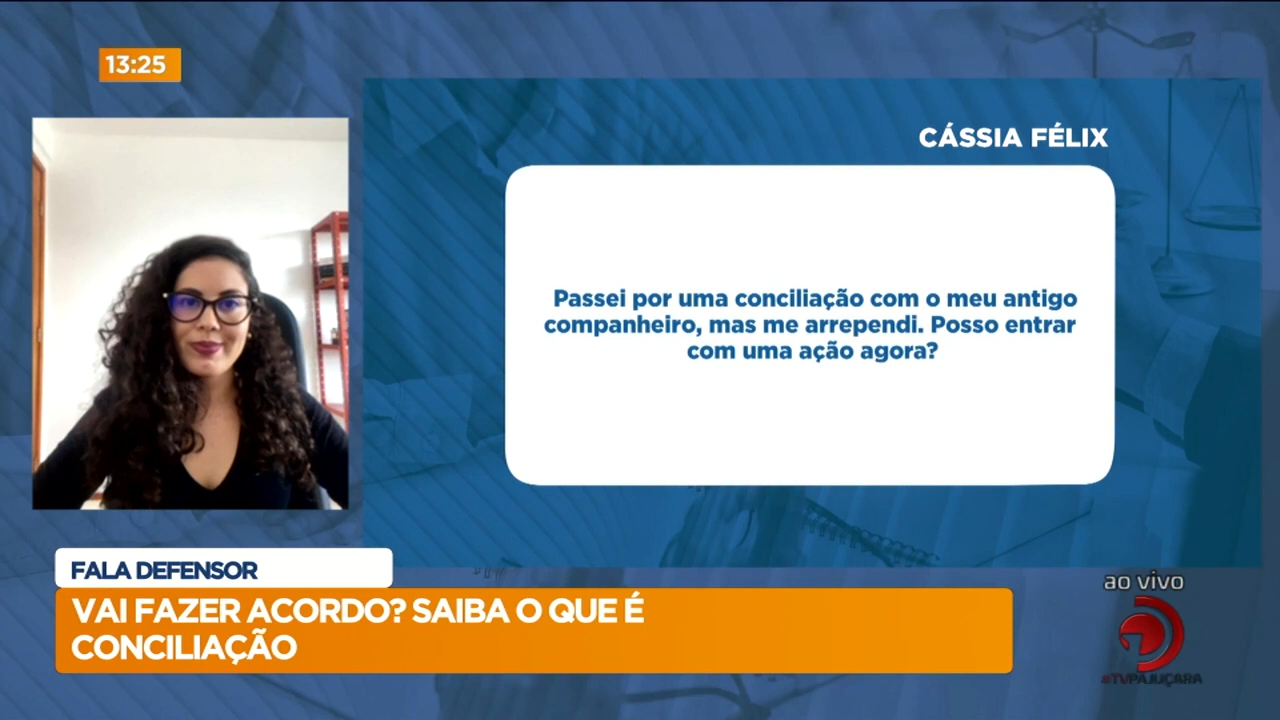 13:25
CÁSSIA FÉLIX
Passei por uma conciliação com o meu antigo
companheiro, mas me arrependi. Posso entrar
com uma ação agora?
FALA DEFENSOR
VAI FAZER ACORDO? SAIBA O QUE É
CONCILIAÇÃO
ao vivo
#TVPAJUÇARA